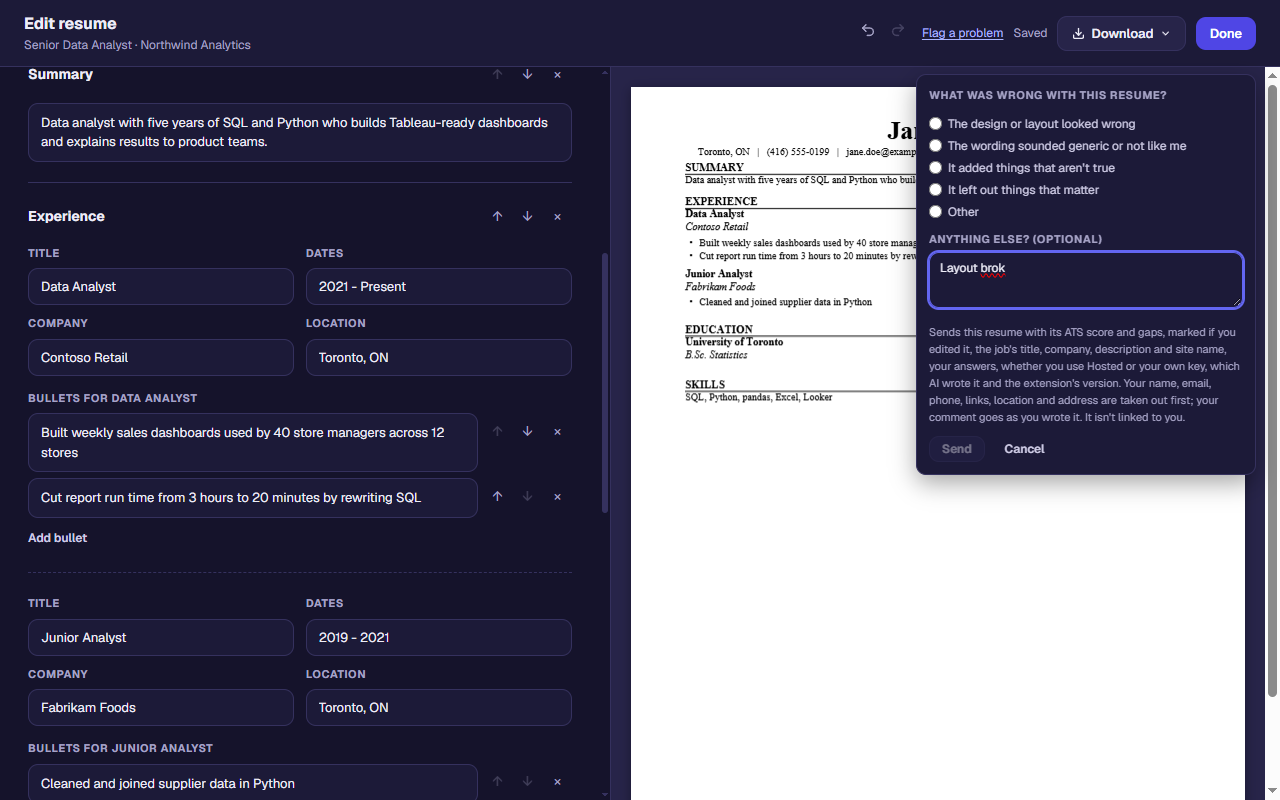 Edit resume
Senior Data Analyst · Northwind Analytics
Flag a problem
Saved
Download
Done
Summary
Data analyst with five years of SQL and Python who builds Tableau-ready dashboards
and explains results to product teams.
Experience
TITLE
DATES
Data Analyst
2021 - Present
COMPANY
LOCATION
Contoso Retail
Toronto, ON
BULLETS FOR DATA ANALYST
Built weekly sales dashboards used by 40 store managers across 12
stores
Cut report run time from 3 hours to 20 minutes by rewriting SQL
Add bullet
TITLE
DATES
Junior Analyst
2019 - 2021
COMPANY
LOCATION
Fabrikam Foods
Toronto, ON
BULLETS FOR JUNIOR ANALYST
Cleaned and joined supplier data in Python
Toronto, ON | (416) 555-0199 |
SUMMARY
Data analyst with five years of SQL and Python who
EXPERIENCE
Data Analyst
Contoso Retail
• Built weekly sales dashboards used by 40 store
• Cut report run time from 3 hours to 20 minutes by
Junior Analyst
Fabrikam Foods
• Cleaned and joined supplier data in Python
EDUCATION
University of Toronto
B.Sc. Statistics
SKILLS
SQL, Python, pandas, Excel, Looker
WHAT WAS WRONG WITH THIS RESUME?
The design or layout looked wrong
The wording sounded generic or not like me
It added things that aren't true
It left out things that matter
Other
ANYTHING ELSE? (OPTIONAL)
Layout brok
Sends this resume with its ATS score and gaps, marked if you
edited it, the job's title, company, description and site name,
your answers, whether you use Hosted or your own key, which
AI wrote it and the extension's version. Your name, email,
phone, links, location and address are taken out first; your
comment goes as you wrote it. It isn't linked to you.
Send
Cancel